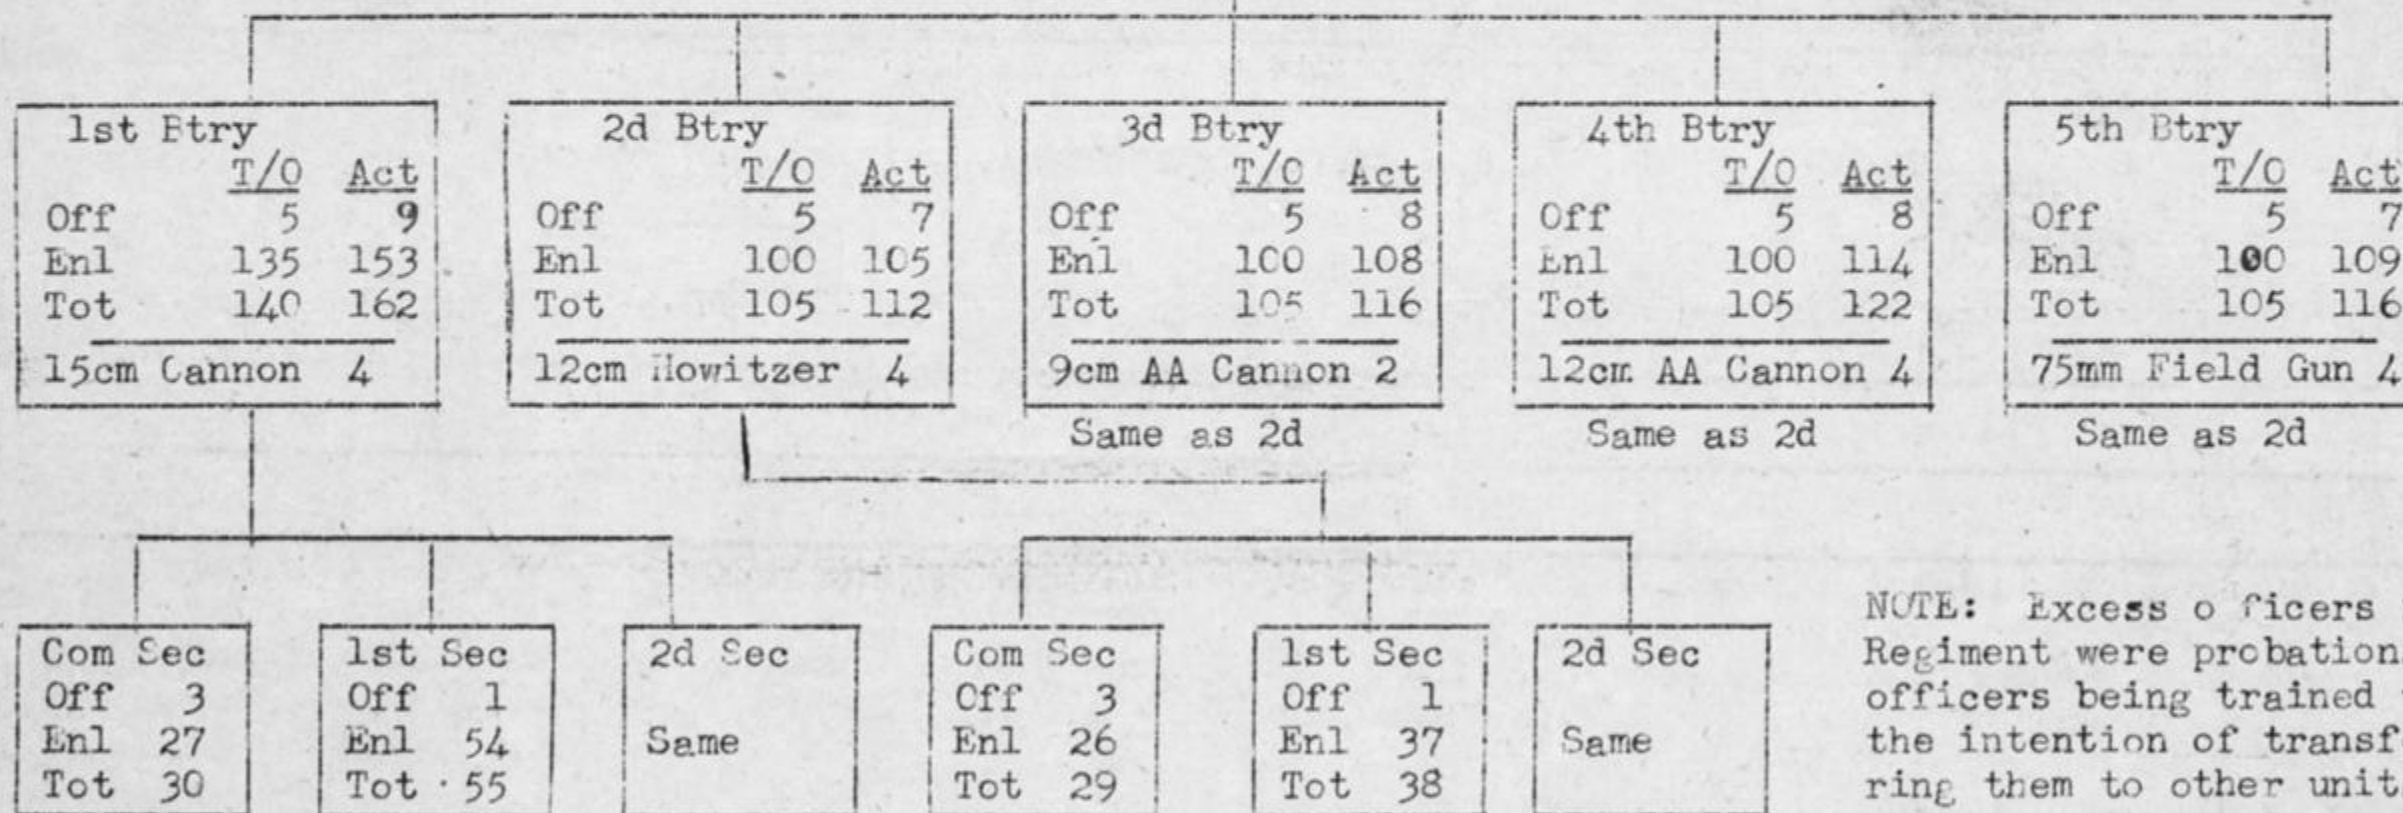 1st Btry
T/O Act
Off 5 9
Enl 135 153
Tot 140 162
15cm Cannon 4
2d Btry
T/O Act
Off 5 7
Enl 100 105
Tot 105 112
12cm Howitzer 4
3d Btry
T/O Act
Off 5 8
Enl 100 108
Tot 105 116
9cm AA Cannon 2
Same as 2d
4th Btry
T/O Act
Off 5 8
Enl 100 114
Tot 105 122
12cm AA Cannon 4
Same as 2d
5th Btry
T/O Act
Off 5 7
Enl 100 109
Tot 105 116
75mm Field Gun 4
Same as 2d
Com Sec
Off 3
Enl 27
Tot 30
1st Sec
Off 1
Enl 54
Tot 55
2d Sec
Same
Com Sec
Off 3
Enl 26
Tot 29
1st Sec
Off 1
Enl 37
Tot 38
2d Sec
Same
NOTE: Excess o ficers
Regiment were probation
officers being trained
the intention of transf
ring them to other unit